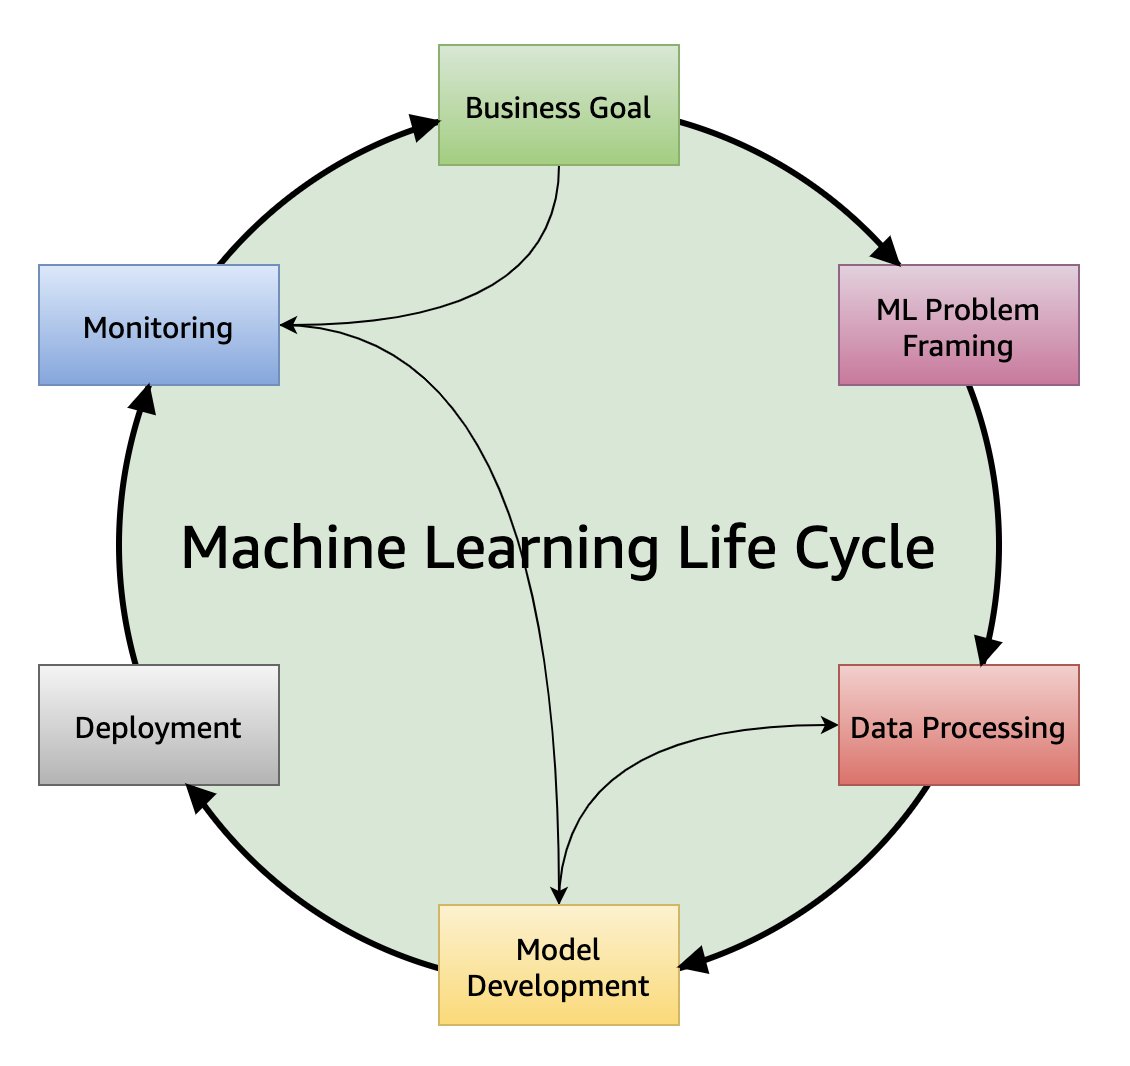 Business Goal
Monitoring
ML Problem
Framing
Machine Learning Life Cycle
Deployment
Data Processing
Model
Development